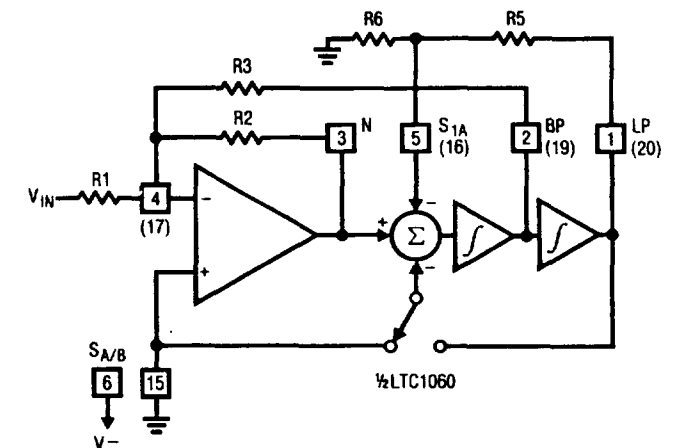 R6
R5
R3
R2
3 N
5 S1A
(16)
2 BP
(19)
1 LP
(20)
VIN R1 4
(17)
−
+
+
−
Σ
−
∫
∫
SA/B
6
15
½LTC1060
V−